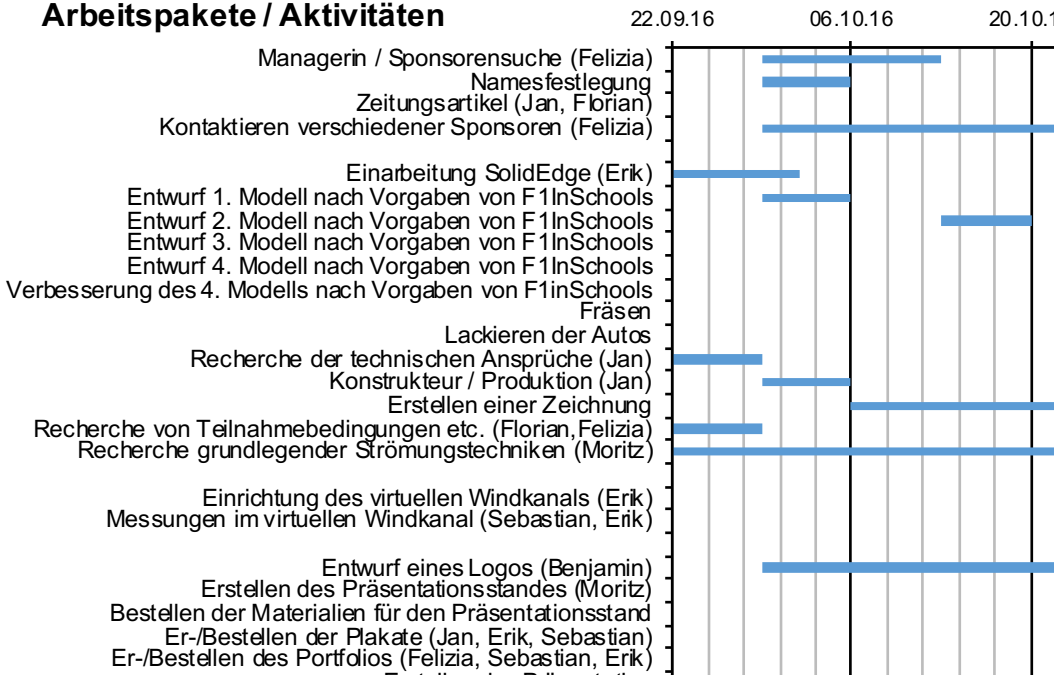 Arbeitspakete / Aktivitäten
22.09.16 06.10.16 20.10.1
Managerin / Sponsorensuche (Felizia)
Namesfestlegung
Zeitungsartikel (Jan, Florian)
Kontaktieren verschiedener Sponsoren (Felizia)
Einarbeitung SolidEdge (Erik)
Entwurf 1. Modell nach Vorgaben von F1InSchools
Entwurf 2. Modell nach Vorgaben von F1InSchools
Entwurf 3. Modell nach Vorgaben von F1InSchools
Entwurf 4. Modell nach Vorgaben von F1InSchools
Verbesserung des 4. Modells nach Vorgaben von F1inSchools
Fräsen
Lackieren der Autos
Recherche der technischen Ansprüche (Jan)
Konstrukteur / Produktion (Jan)
Erstellen einer Zeichnung
Recherche von Teilnahmebedingungen etc. (Florian,Felizia)
Recherche grundlegender Strömungstechniken (Moritz)
Einrichtung des virtuellen Windkanals (Erik)
Messungen im virtuellen Windkanal (Sebastian, Erik)
Entwurf eines Logos (Benjamin)
Erstellen des Präsentationsstandes (Moritz)
Bestellen der Materialien für den Präsentationsstand
Er-/Bestellen der Plakate (Jan, Erik, Sebastian)
Er-/Bestellen des Portfolios (Felizia, Sebastian, Erik)